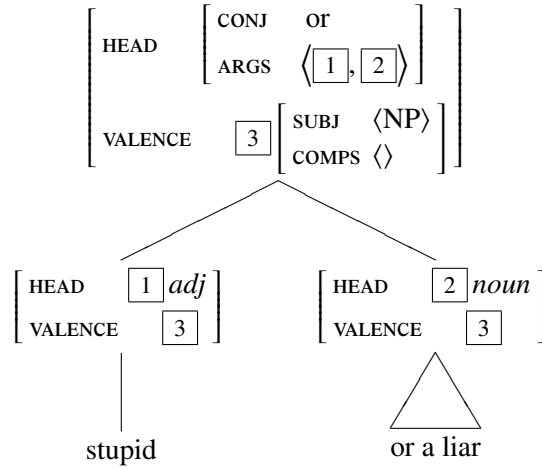 HEAD
CONJ or
ARGS ⟨1, 2⟩
VALENCE 3
SUBJ ⟨NP⟩
COMPS ⟨⟩
HEAD 1 adj
VALENCE 3
HEAD 2 noun
VALENCE 3
stupid
or a liar